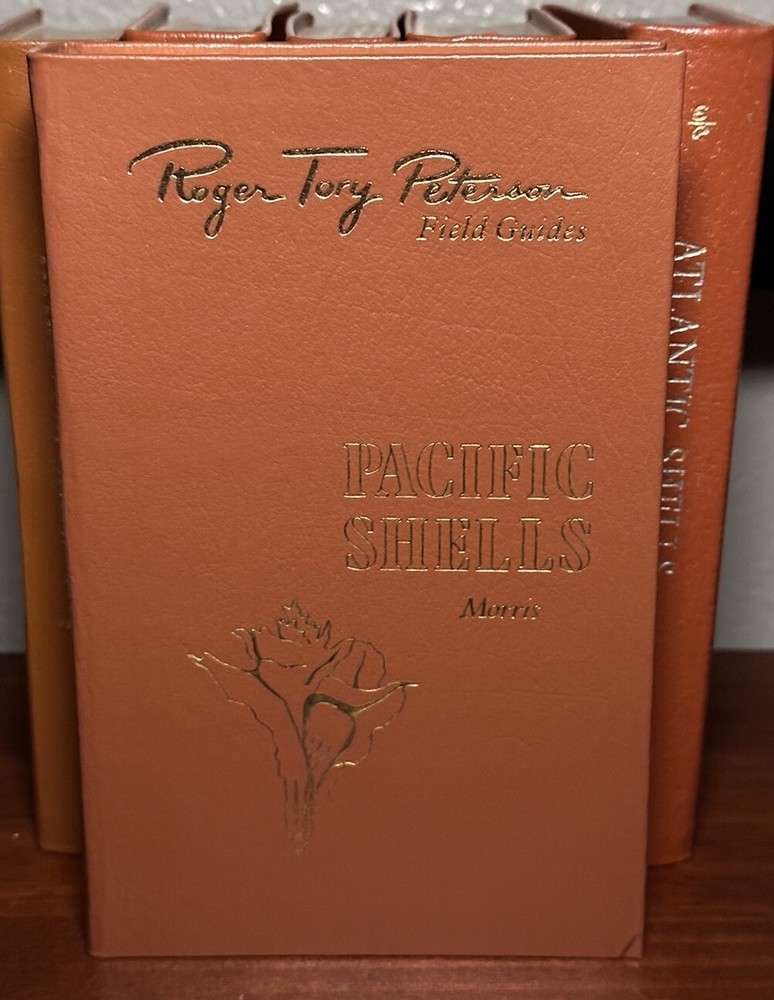 Roger Tory Peterson
Field Guides
PACIFIC
SHELLS
Morris
ATLANTIC SHELLS